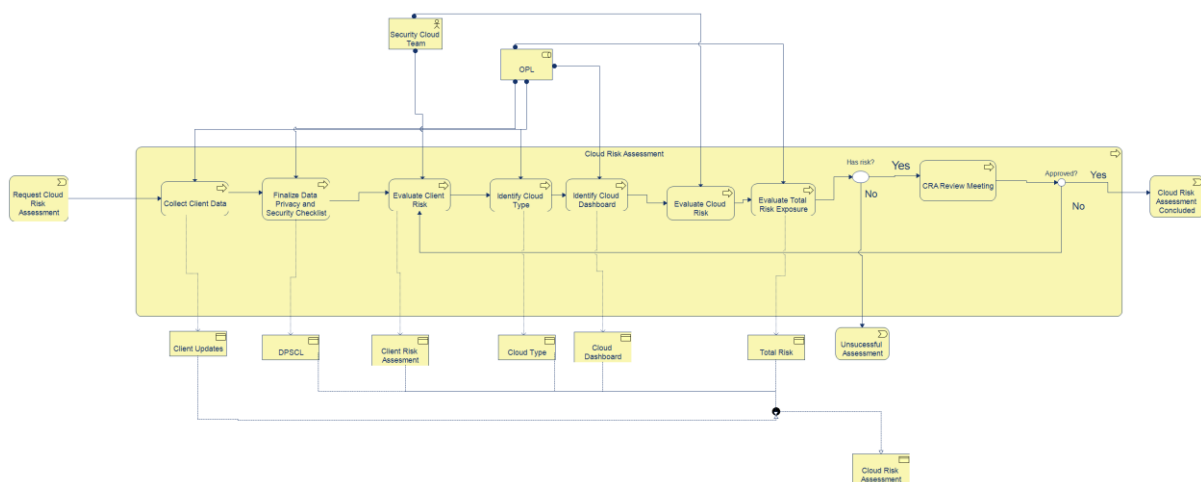 Security Cloud
Team
OPL
Cloud Risk Assessment
Request Cloud
Risk
Assessment
Collect Client Data
Finalize Data
Privacy and
Security Checklist
Evaluate Client
Risk
Identify Cloud
Type
Identify Cloud
Dashboard
Evaluate Cloud
Risk
Evaluate Total
Risk Exposure
Has risk?
Yes
No
CRA Review Meeting
Approved?
Yes
No
Cloud Risk
Assessment
Concluded
Client Updates
DPSCL
Client Risk
Assesment
Cloud Type
Cloud
Dashboard
Total Risk
Unsucessful
Assessment
Cloud Risk
Assessment